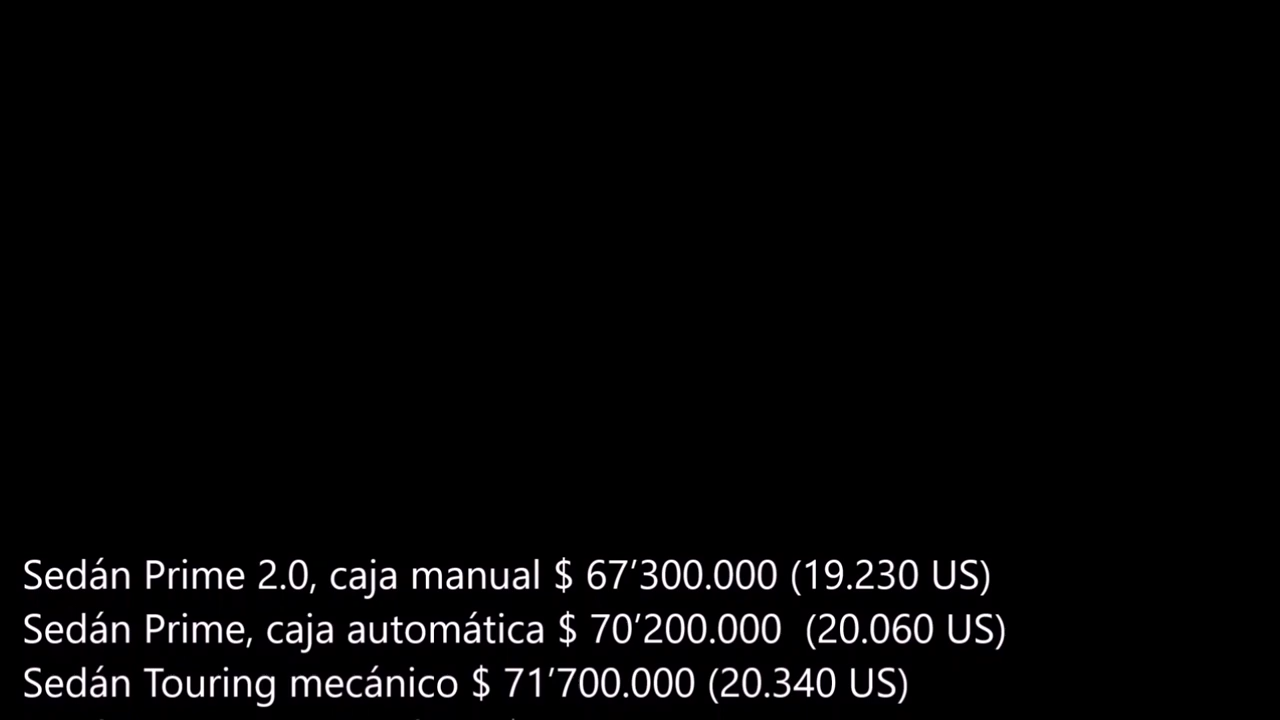 Sedán Prime 2.0, caja manual $ 67’300.000 (19.230 US)
Sedán Prime, caja automática $ 70’200.000  (20.060 US)
Sedán Touring mecánico $ 71’700.000 (20.340 US)